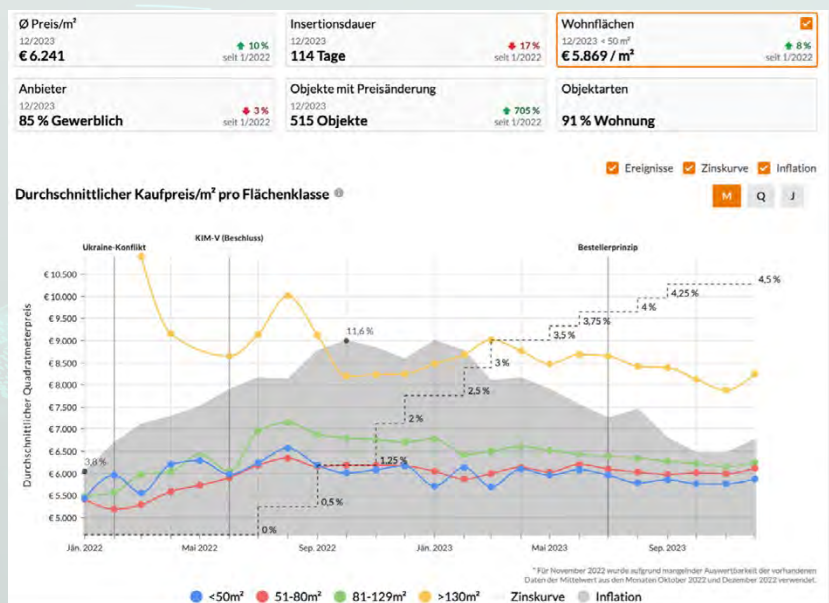 Ø Preis/m²
12/2023
€ 6.241
10 %
seit 1/2022
Insertionsdauer
12/2023
114 Tage
17 %
seit 1/2022
Wohnflächen
12/2023 < 50 m²
€ 5.869 / m²
8 %
seit 1/2022
Anbieter
12/2023
85 % Gewerblich
3 %
seit 1/2022
Objekte mit Preisänderung
12/2023
515 Objekte
705 %
seit 1/2022
Objektarten
91 % Wohnung
Ereignisse Zinskurve Inflation
Durchschnittlicher Kaufpreis/m² pro Flächenklasse
M Q J
Ukraine-Konflikt
KIM-V (Beschluss)
Bestellerprinzip
Durchschnittlicher Quadratmeterpreis
€ 10.500
€ 10.000
€ 9.500
€ 9.000
€ 8.500
€ 8.000
€ 7.500
€ 7.000
€ 6.500
€ 6.000
€ 5.500
€ 5.000
3,8 %
11,6 %
0 %
0,5 %
1,25 %
2 %
2,5 %
3 %
3,5 %
3,75 %
4 %
4,25 %
4,5 %
Jän. 2022
Mai 2022
Sep. 2022
Jän. 2023
Mai 2023
Sep. 2023
* Für November 2022 wurde aufgrund mangelnder Auswertbarkeit der vorhandenen
Daten der Mittelwert aus den Monaten Oktober 2022 und Dezember 2022 verwendet.
<50m² 51-80m² 81-129m² >130m² Zinskurve Inflation